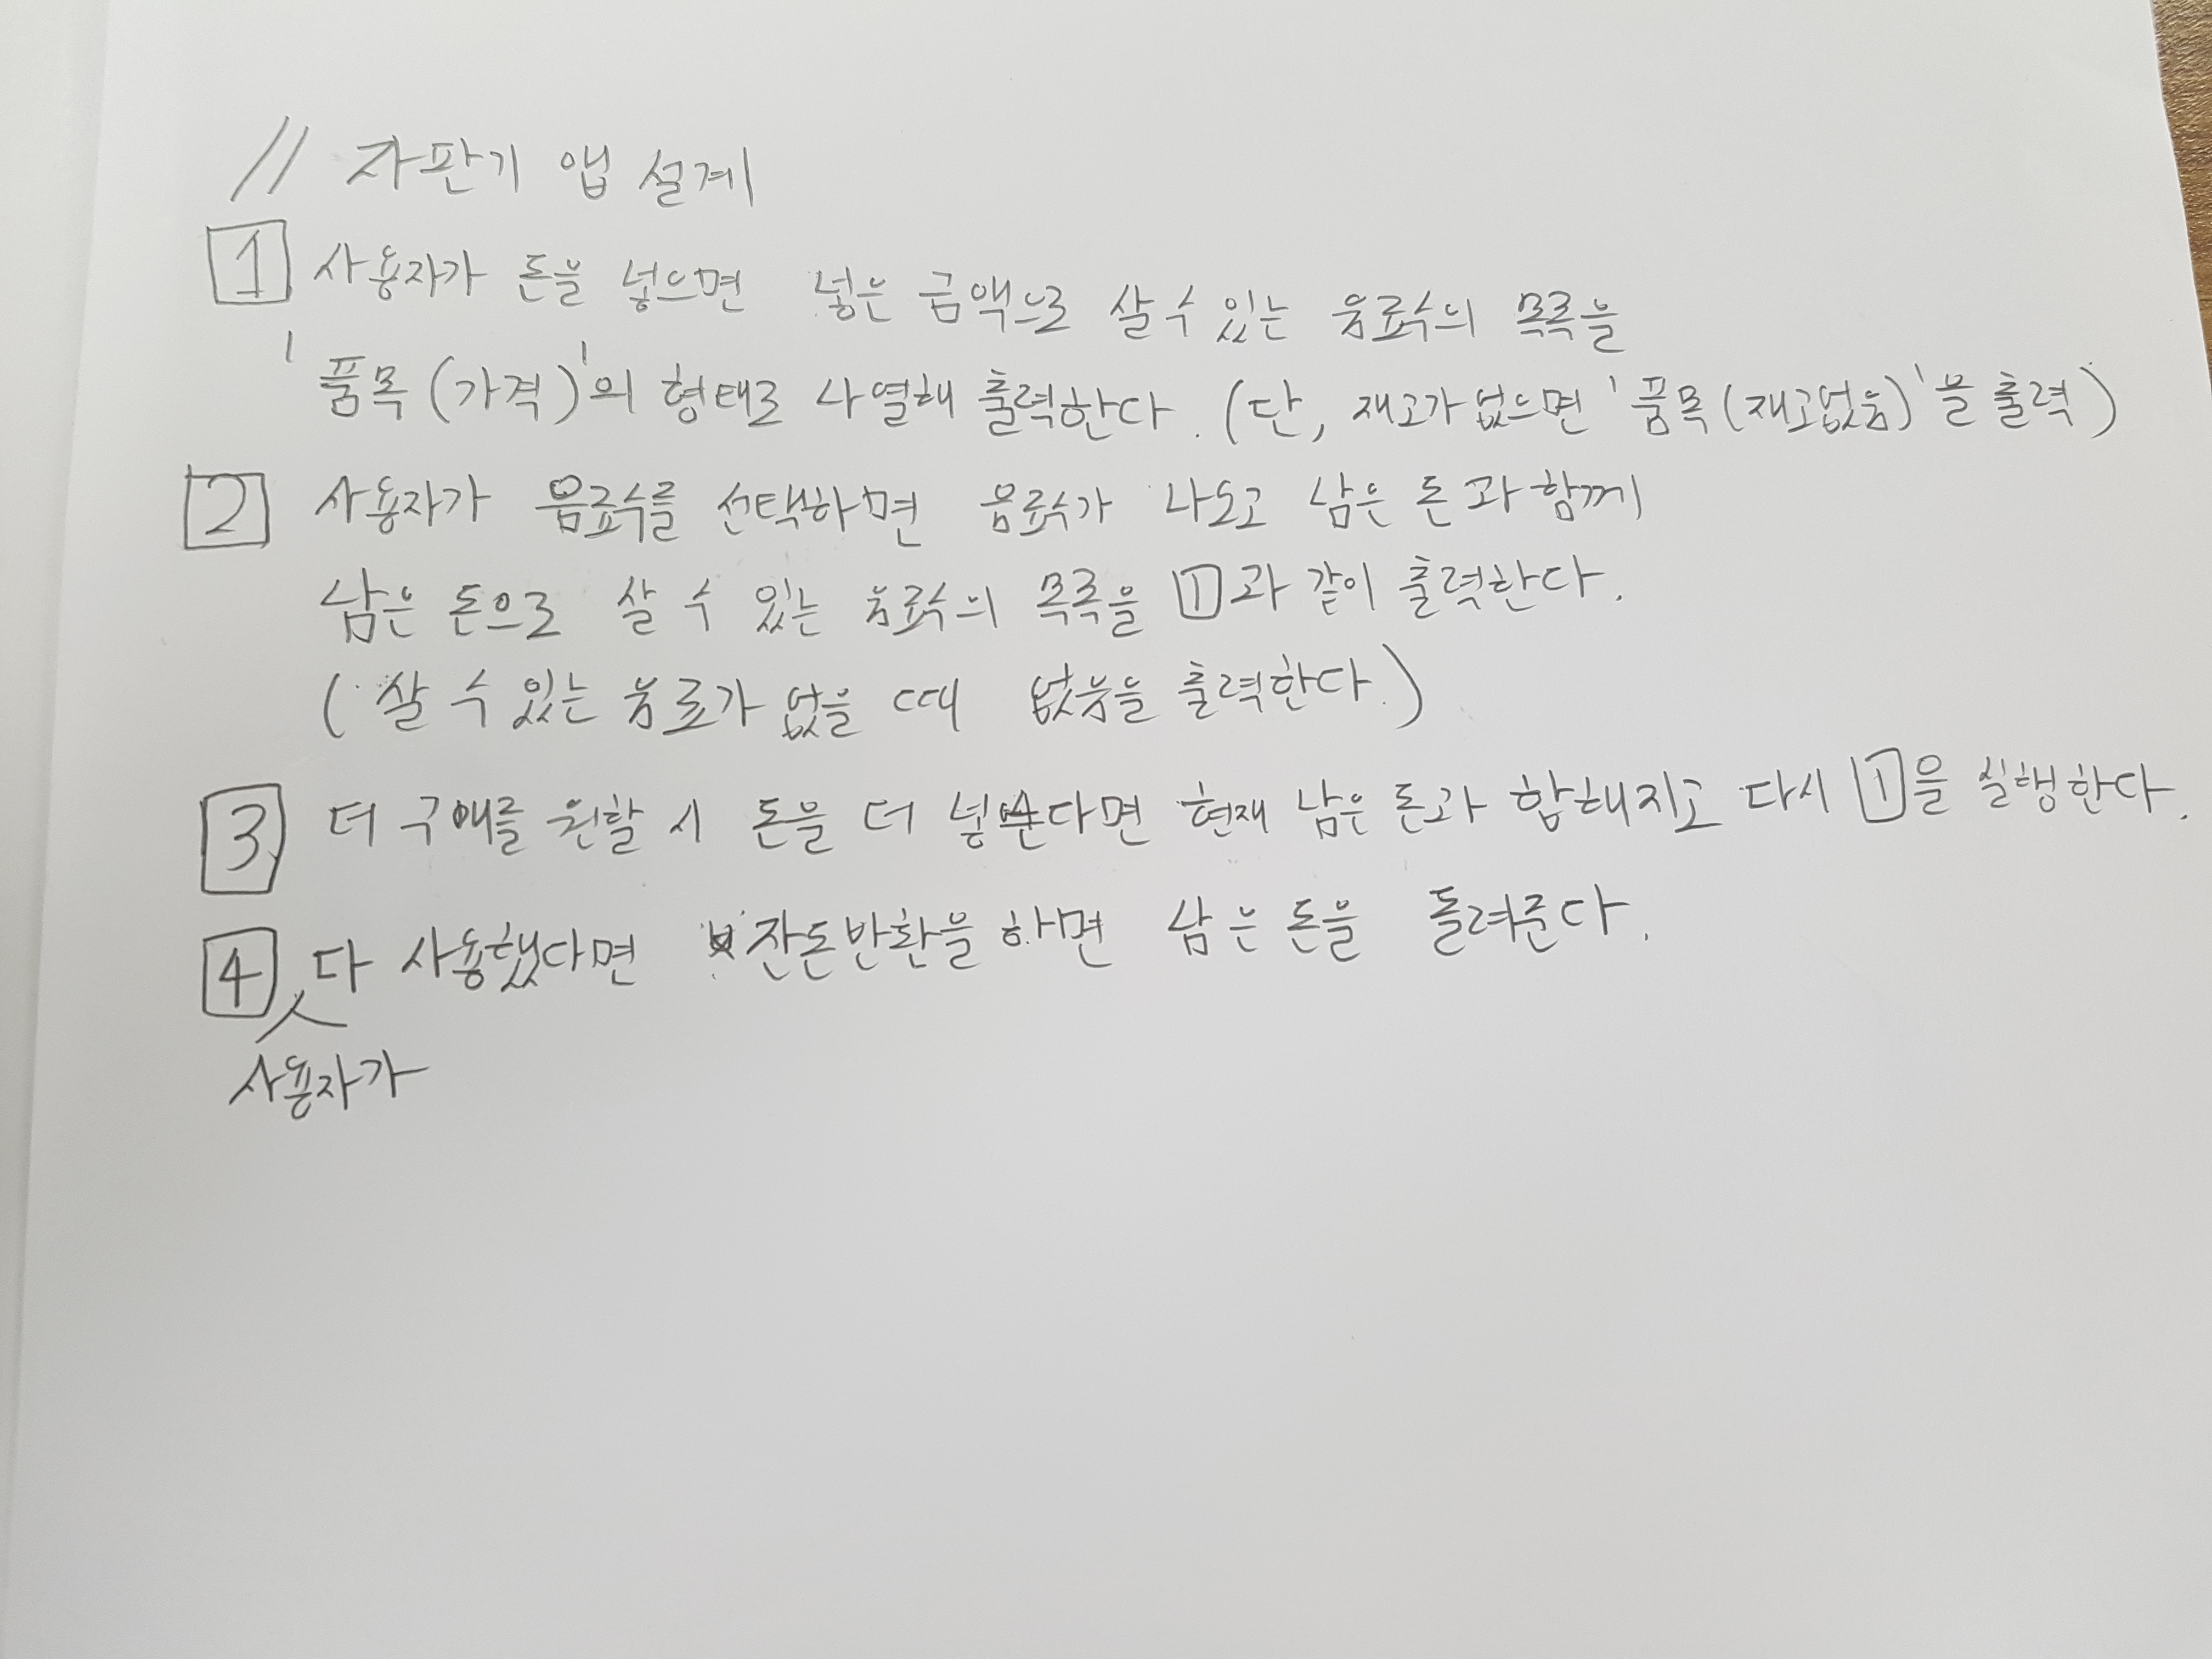 // 자판기 앱 설계
1 사용자가 돈을 넣으면 넣은 금액으로 살 수 있는 음료수의 목록을
'품목(가격)'의 형태로 나열해 출력한다. (단, 재고가 없으면 '품목(재고없음)'을 출력)
2 사용자가 음료수를 선택하면 음료수가 나오고 남은 돈과 함께
남은 돈으로 살 수 있는 음료수의 목록을 1과 같이 출력한다.
(살 수 있는 음료가 없을 때 없음을 출력한다.)
3 더 구매를 원할 시 돈을 더 넣는다면 현재 남은 돈과 합해지고 다시 1을 실행한다.
4 다 사용했다면 잔돈반환을 하면 남은 돈을 돌려준다.
사용자가